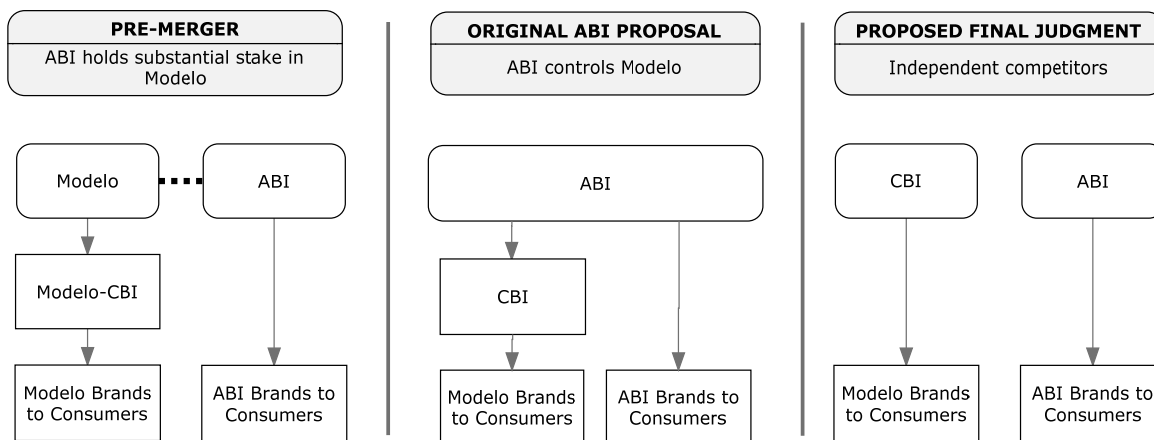 PRE-MERGER
ABI holds substantial stake in
Modelo
Modelo
ABI
Modelo-CBI
Modelo Brands
to Consumers
ABI Brands to
Consumers
ORIGINAL ABI PROPOSAL
ABI controls Modelo
ABI
CBI
Modelo Brands
to Consumers
ABI Brands to
Consumers
PROPOSED FINAL JUDGMENT
Independent competitors
CBI
ABI
Modelo Brands
to Consumers
ABI Brands to
Consumers